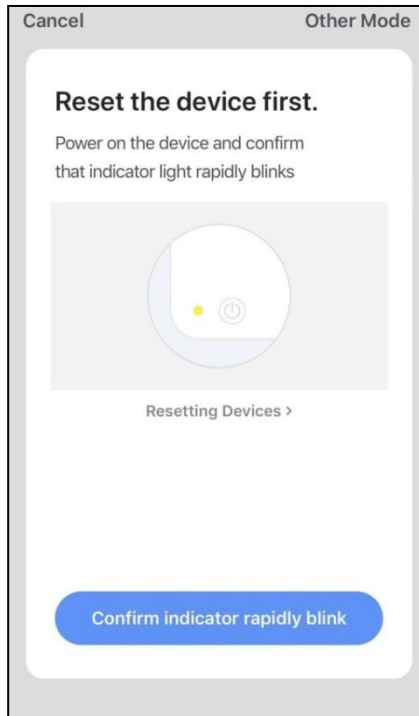 Cancel
Other Mode
Reset the device first.
Power on the device and confirm
that indicator light rapidly blinks
Resetting Devices >
Confirm indicator rapidly blink